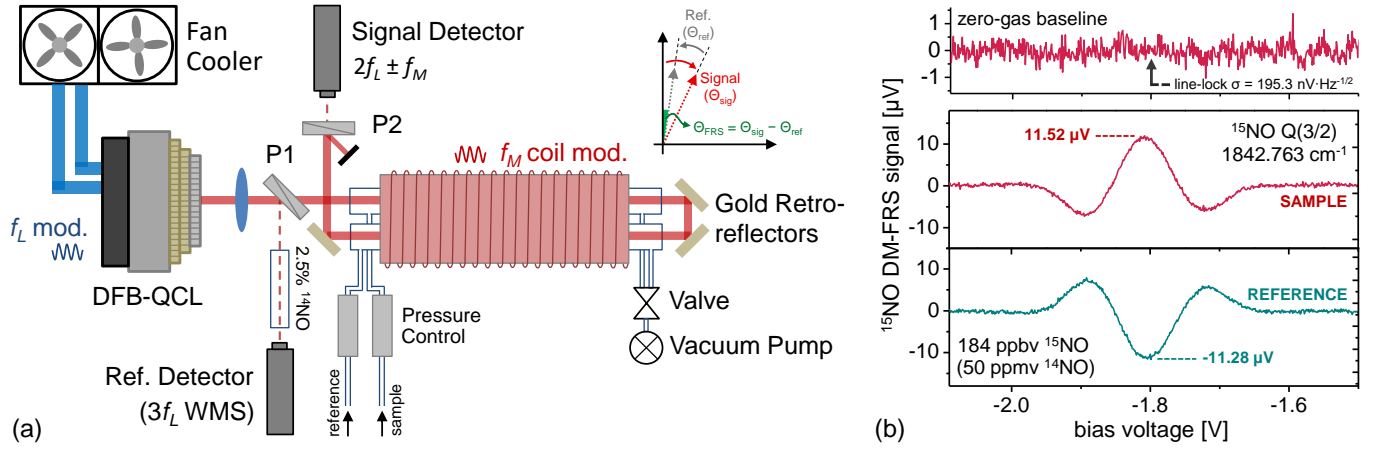 Fan
Cooler
Signal Detector
2f_L ± f_M
P2
P1
Ref.
(Θ_ref)
Signal
(Θ_sig)
Θ_FRS = Θ_sig − Θ_ref
f_M coil mod.
Gold Retro-
reflectors
f_L mod.
DFB-QCL
2.5% ¹⁴NO
Pressure
Control
Valve
Vacuum Pump
Ref. Detector
(3f_L WMS)
reference
sample
(a)
zero-gas baseline
1
0
-1
line-lock σ = 195.3 nV·Hz^-1/2
¹⁵NO DM-FRS signal [µV]
10
0
-10
11.52 µV
¹⁵NO Q(3/2)
1842.763 cm⁻¹
SAMPLE
10
0
-10
REFERENCE
184 ppbv ¹⁵NO
(50 ppmv ¹⁴NO)
-11.28 µV
-2.0
-1.8
-1.6
bias voltage [V]
(b)